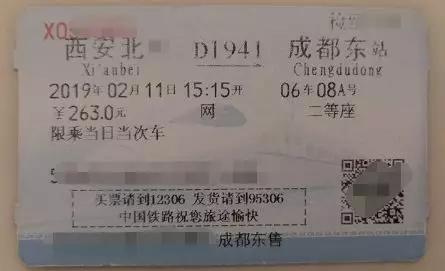 XO
西安北 D1941 成都东站
Xi'anbei Chengdudong
2019年02月11日 15:15开 06车08A号
￥263.0元 网 二等座
限乘当日当次车
买票请到12306 发货请到95306
中国铁路祝您旅途愉快
成都东售